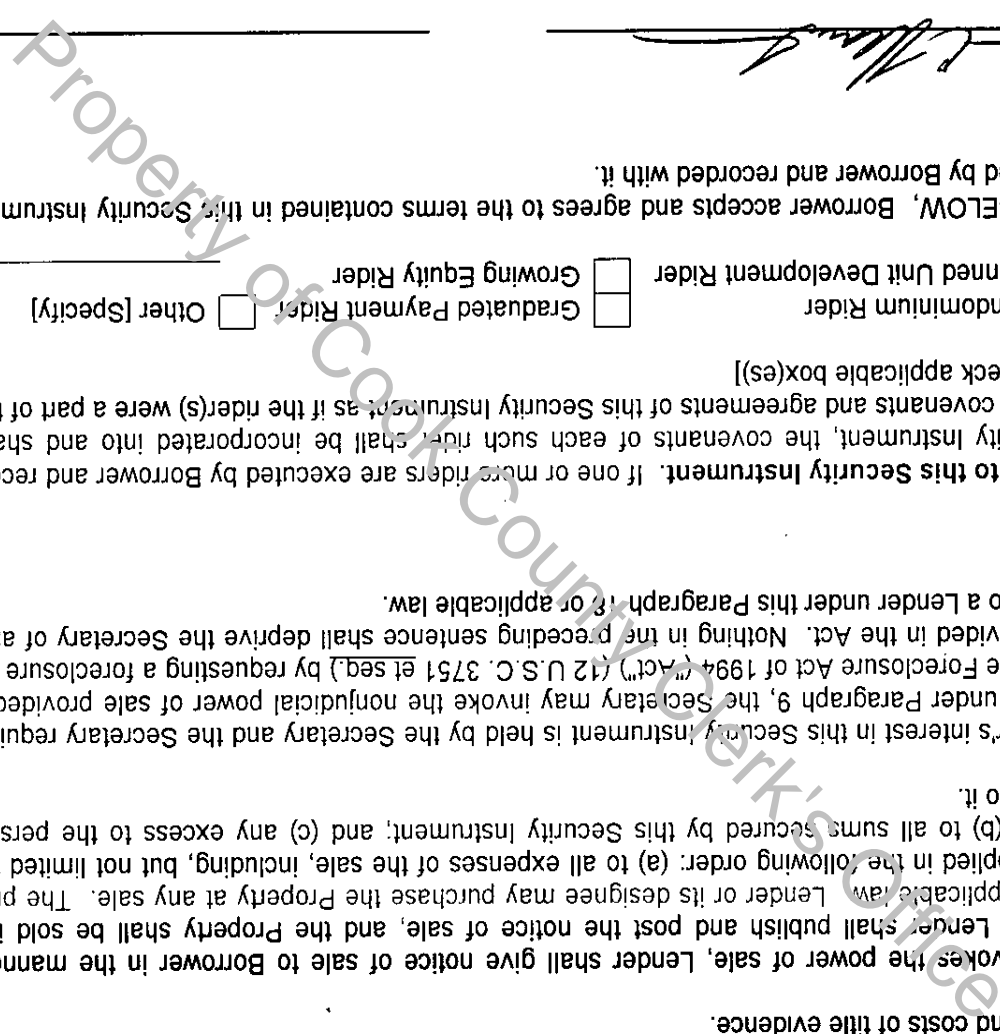 nd costs of title evidence.
vokes the power of sale, Lender shall give notice of sale to Borrower in the mann
Lender shall publish and post the notice of sale, and the Property shall be sold i
pplicable law. Lender or its designee may purchase the Property at any sale. The p
plied in the following order: (a) to all expenses of the sale, including, but not limited
(b) to all sums secured by this Security Instrument; and (c) any excess to the pers
o it.
r's interest in this Security Instrument is held by the Secretary and the Secretary requi
under Paragraph 9, the Secretary may invoke the nonjudicial power of sale provided
e Foreclosure Act of 1994 ("Act") (12 U.S.C. 3751 et seq.) by requesting a foreclosure
vided in the Act. Nothing in the preceding sentence shall deprive the Secretary of a
o a Lender under this Paragraph 18 or applicable law.
to this Security Instrument. If one or more riders are executed by Borrower and rec
ity Instrument, the covenants of each such rider shall be incorporated into and sha
covenants and agreements of this Security Instrument as if the rider(s) were a part of t
eck applicable box(es)]
ndominium Rider Graduated Payment Rider Other [Specify]
nned Unit Development Rider Growing Equity Rider
ELOW, Borrower accepts and agrees to the terms contained in this Security Instrum
d by Borrower and recorded with it.
Property of Cook County Clerk's Office